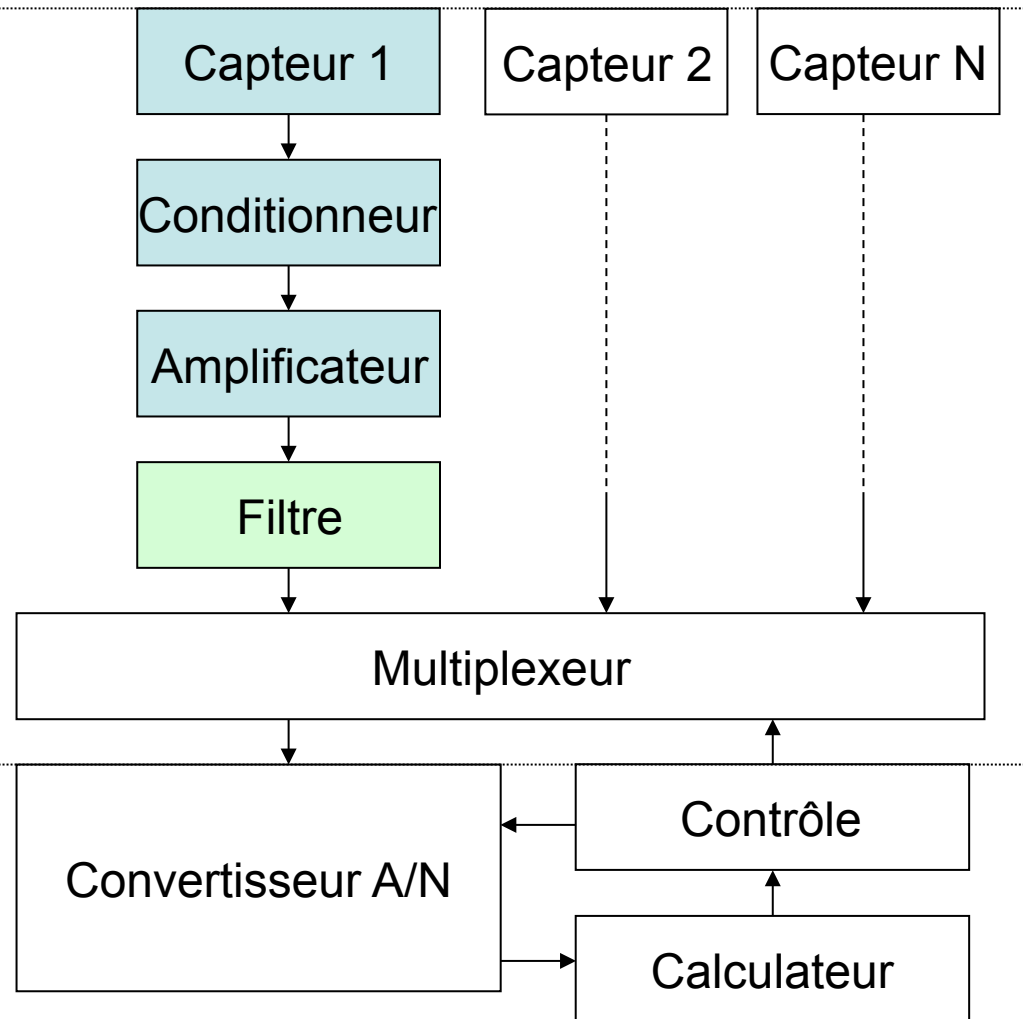 Capteur 1
Capteur 2
Capteur N
Conditionneur
Amplificateur
Filtre
Multiplexeur
Contrôle
Convertisseur A/N
Calculateur